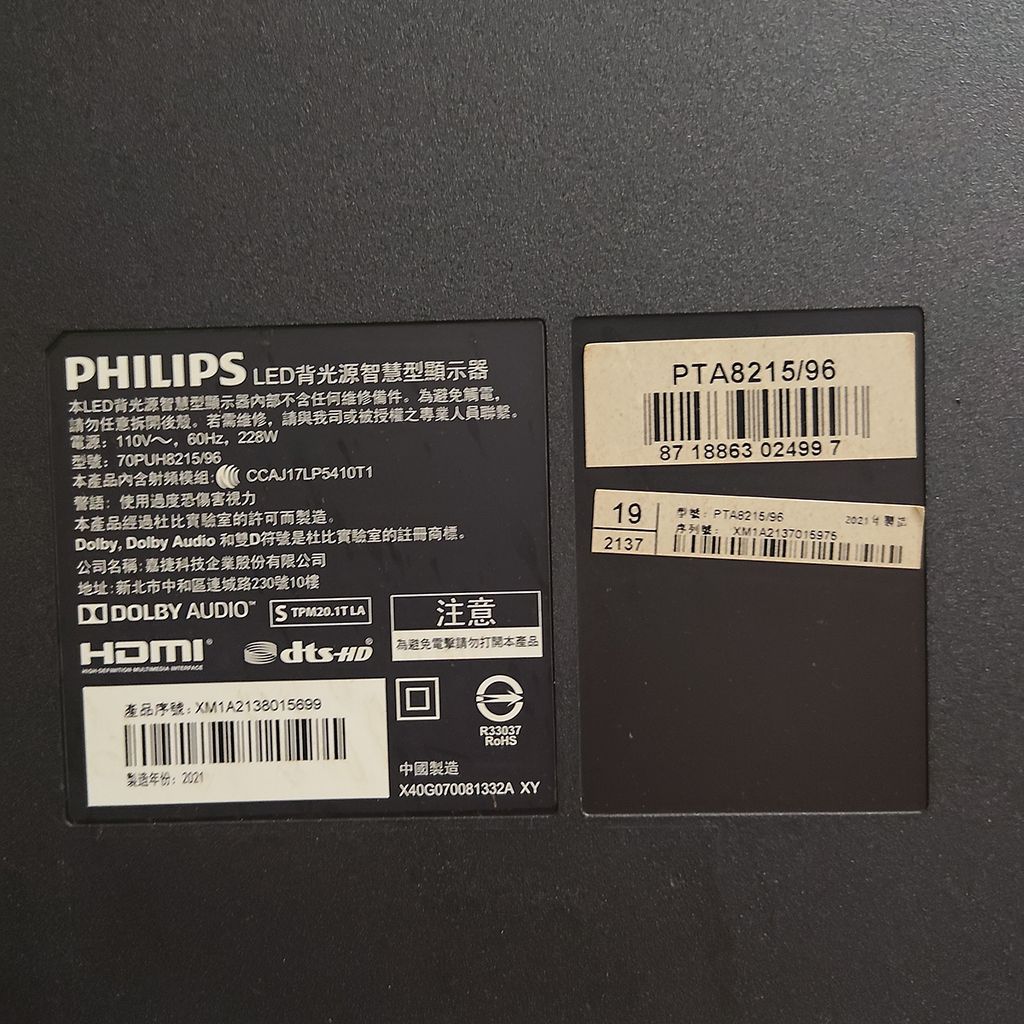 PHILIPS LED背光源智慧型顯示器
本LED背光源智慧型顯示器內部不含任何維修備件。為避免觸電,
請勿任意拆開後殼。若需維修,請與我司或被授權之專業人員聯繫。
電源:110V～, 60Hz, 228W
型號:70PUH8215/96
本產品內含射頻模組: CCAJ17LP5410T1
警語:使用過度恐傷害視力
本產品經過杜比實驗室的許可而製造。
Dolby, Dolby Audio 和雙D符號是杜比實驗室的註冊商標。
公司名稱:嘉捷科技企業股份有限公司
地址:新北市中和區連城路230號10樓
DOLBY AUDIO™
S TPM20.1T LA
HDMI®
HIGH-DEFINITION MULTIMEDIA INTERFACE
dts-HD®
注意
為避免電擊請勿打開本產品
產品序號:XM1A2138015699
製造年份:2021
R33037
RoHS
中國製造
X40G070081332A XY
PTA8215/96
87 18863 02499 7
19
2137
型號:PTA8215/96 2021年製造
序列號:XM1A2137015975